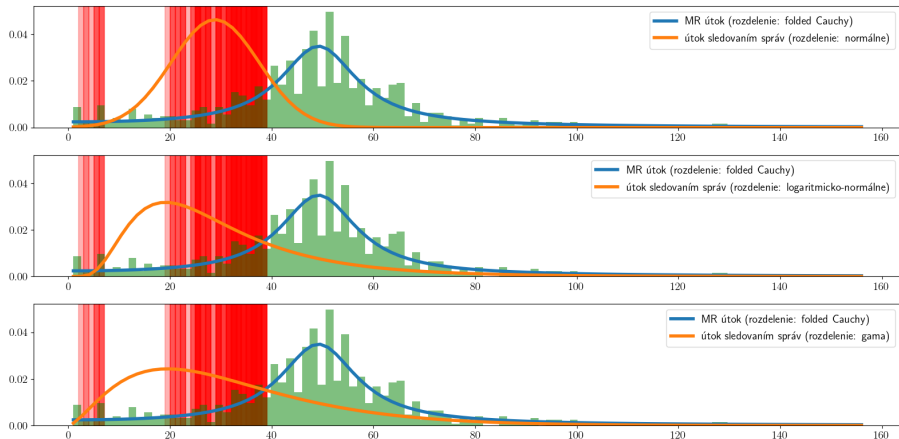 0.04
MR útok (rozdelenie: folded Cauchy)
útok sledovaním správ (rozdelenie: normálne)
0.02
0.00
0 20 40 60 80 100 120 140 160
0.04
MR útok (rozdelenie: folded Cauchy)
útok sledovaním správ (rozdelenie: logaritmicko-normálne)
0.02
0.00
0 20 40 60 80 100 120 140 160
0.04
MR útok (rozdelenie: folded Cauchy)
útok sledovaním správ (rozdelenie: gama)
0.02
0.00
0 20 40 60 80 100 120 140 160